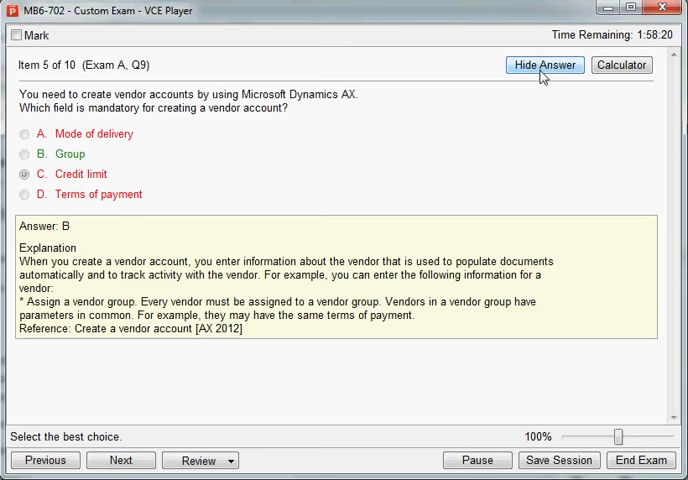 MB6-702 - Custom Exam - VCE Player
Mark
Time Remaining: 1:58:20
Item 5 of 10 (Exam A, Q9)
Hide Answer
Calculator
You need to create vendor accounts by using Microsoft Dynamics AX.
Which field is mandatory for creating a vendor account?
A. Mode of delivery
B. Group
C. Credit limit
D. Terms of payment
Answer: B
Explanation
When you create a vendor account, you enter information about the vendor that is used to populate documents
automatically and to track activity with the vendor. For example, you can enter the following information for a
vendor:
* Assign a vendor group. Every vendor must be assigned to a vendor group. Vendors in a vendor group have
parameters in common. For example, they may have the same terms of payment.
Reference: Create a vendor account [AX 2012]
Select the best choice.
100%
Previous
Next
Review
Pause
Save Session
End Exam